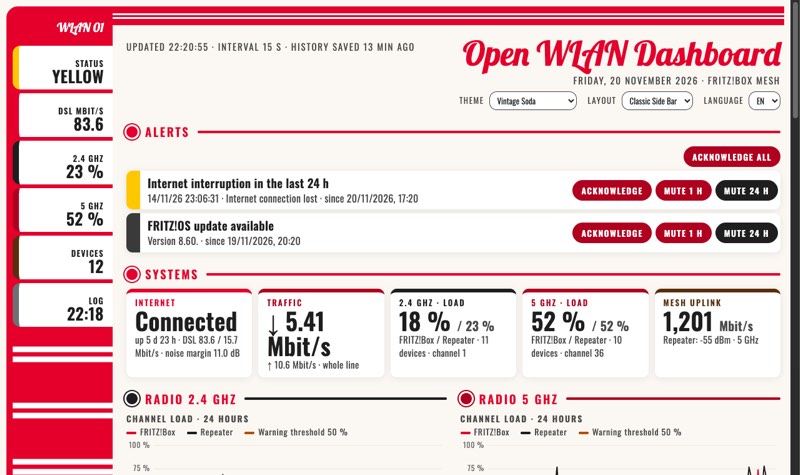 WLAN 01
STATUS
YELLOW
DSL MBIT/S
83.6
2.4 GHZ
23 %
5 GHZ
52 %
DEVICES
12
LOG
22:18
UPDATED 22:20:55 · INTERVAL 15 S · HISTORY SAVED 13 MIN AGO
Open WLAN Dashboard
FRIDAY, 20 NOVEMBER 2026 · FRITZ!BOX MESH
THEME Vintage Soda LAYOUT Classic Side Bar LANGUAGE EN
ALERTS
ACKNOWLEDGE ALL
Internet interruption in the last 24 h
14/11/26 23:06:31 · Internet connection lost · since 20/11/2026, 17:20
ACKNOWLEDGE MUTE 1 H MUTE 24 H
FRITZ!OS update available
Version 8.60. · since 19/11/2026, 20:20
ACKNOWLEDGE MUTE 1 H MUTE 24 H
SYSTEMS
INTERNET
Connected
up 5 d 23 h · DSL 83.6 / 15.7
Mbit/s · noise margin 11.0 dB
TRAFFIC
↓ 5.41
Mbit/s
↑ 10.6 Mbit/s · whole line
2.4 GHZ · LOAD
18 % / 23 %
FRITZ!Box / Repeater · 11
devices · channel 1
5 GHZ · LOAD
52 % / 52 %
FRITZ!Box / Repeater · 10
devices · channel 36
MESH UPLINK
1,201 Mbit/s
Repeater: -55 dBm · 5 GHz
RADIO 2.4 GHZ
CHANNEL LOAD · 24 HOURS
FRITZ!Box Repeater Warning threshold 50 %
100 %
75 %
RADIO 5 GHZ
CHANNEL LOAD · 24 HOURS
FRITZ!Box Repeater Warning threshold 50 %
100 %
75 %